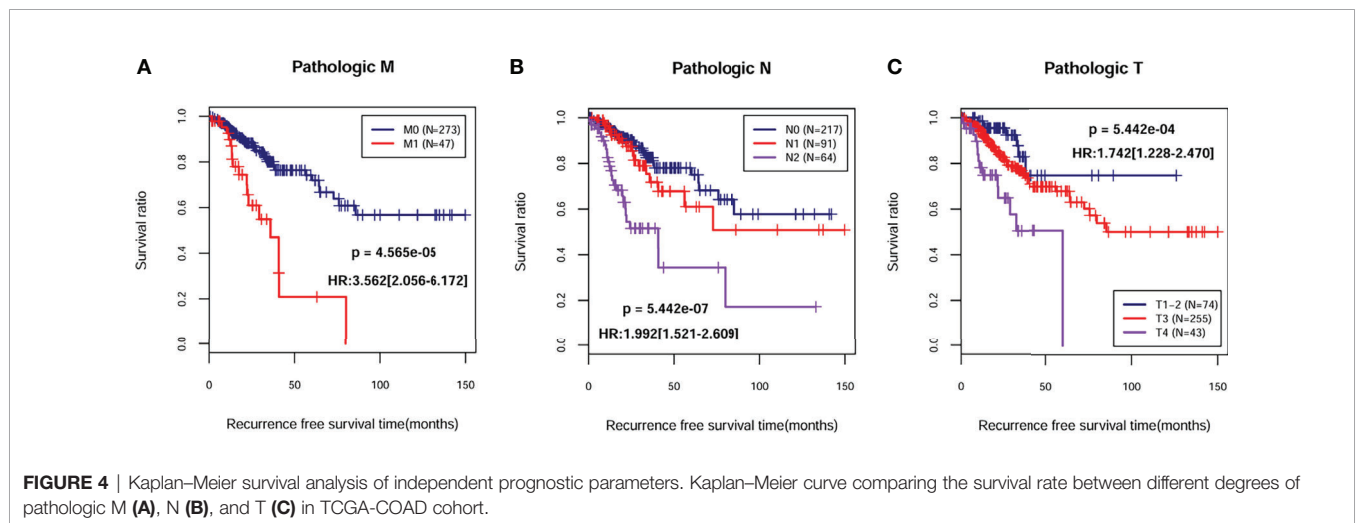 A
Pathologic M
Survival ratio
1.0
0.8
0.6
0.4
0.2
0.0
M0 (N=273)
M1 (N=47)
p = 4.565e-05
HR:3.562[2.056-6.172]
0 50 100 150
Recurrence free survival time(months)
B
Pathologic N
Survival ratio
1.0
0.8
0.6
0.4
0.2
0.0
N0 (N=217)
N1 (N=91)
N2 (N=64)
p = 5.442e-07
HR:1.992[1.521-2.609]
0 50 100 150
Recurrence free survival time(months)
C
Pathologic T
Survival ratio
1.0
0.8
0.6
0.4
0.2
0.0
p = 5.442e-04
HR:1.742[1.228-2.470]
T1-2 (N=74)
T3 (N=255)
T4 (N=43)
0 50 100 150
Recurrence free survival time(months)
FIGURE 4 | Kaplan–Meier survival analysis of independent prognostic parameters. Kaplan–Meier curve comparing the survival rate between different degrees of
pathologic M (A), N (B), and T (C) in TCGA-COAD cohort.